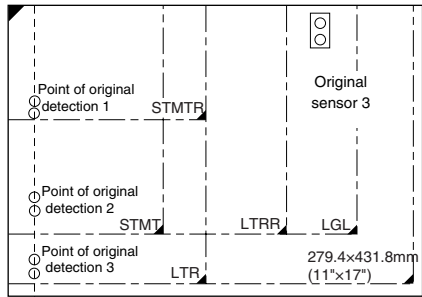 Original
sensor 3
Point of original
detection 1
STMTR
Point of original
detection 2
STMT
LTRR
LGL
Point of original
detection 3
LTR
279.4×431.8mm
(11"×17")